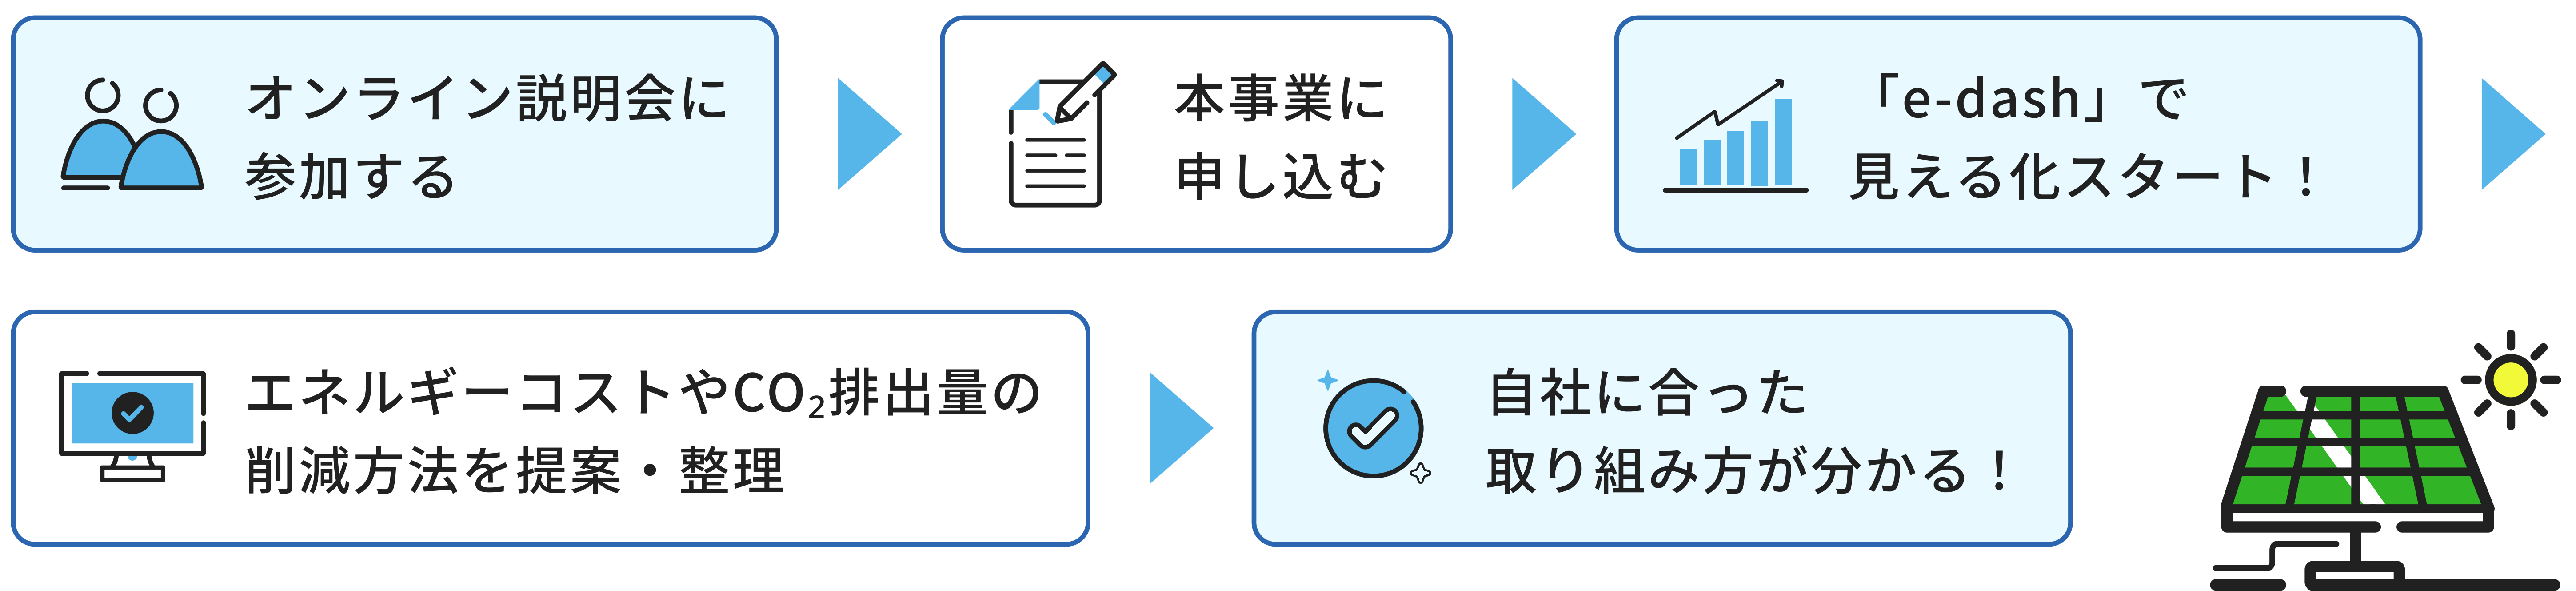 オンライン説明会に
参加する
本事業に
申し込む
「e-dash」で
見える化スタート！
エネルギーコストやCO₂排出量の
削減方法を提案・整理
自社に合った
取り組み方が分かる！